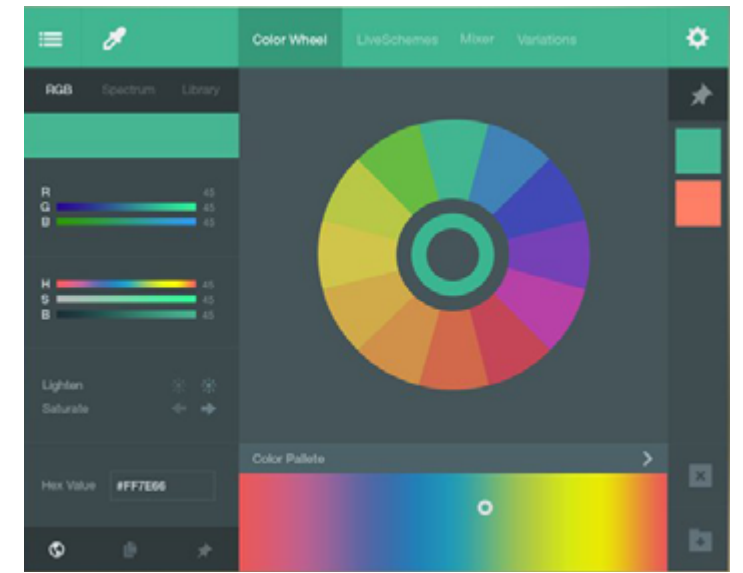 Color Wheel LiveSchemes Mixer Variations
RGB Spectrum Library
R 45
G 45
B 45
H 45
S 45
B 45
Lighten
Saturate
Color Pallete
Hex Value #FF7E66